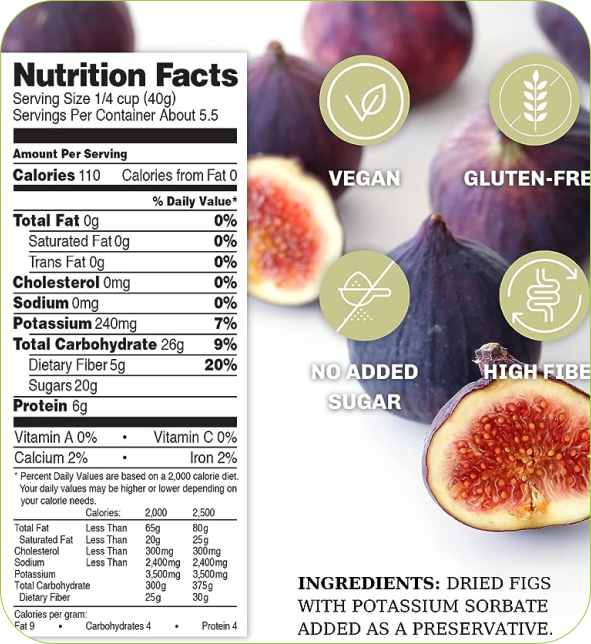 Nutrition Facts
Serving Size 1/4 cup (40g)
Servings Per Container About 5.5
Amount Per Serving
Calories 110 Calories from Fat 0
% Daily Value*
Total Fat 0g 0%
Saturated Fat 0g 0%
Trans Fat 0g 0%
Cholesterol 0mg 0%
Sodium 0mg 0%
Potassium 240mg 7%
Total Carbohydrate 26g 9%
Dietary Fiber 5g 20%
Sugars 20g
Protein 6g
Vitamin A 0% • Vitamin C 0%
Calcium 2% • Iron 2%
* Percent Daily Values are based on a 2,000 calorie diet.
Your daily values may be higher or lower depending on
your calorie needs.
Calories: 2,000 2,500
Total Fat Less Than 65g 80g
Saturated Fat Less Than 20g 25g
Cholesterol Less Than 300mg 300mg
Sodium Less Than 2,400mg 2,400mg
Potassium 3,500mg 3,500mg
Total Carbohydrate 300g 375g
Dietary Fiber 25g 30g
Calories per gram:
Fat 9 • Carbohydrates 4 • Protein 4
VEGAN
GLUTEN-FRE
NO ADDED
SUGAR
HIGH FIBE
INGREDIENTS: DRIED FIGS
WITH POTASSIUM SORBATE
ADDED AS A PRESERVATIVE.